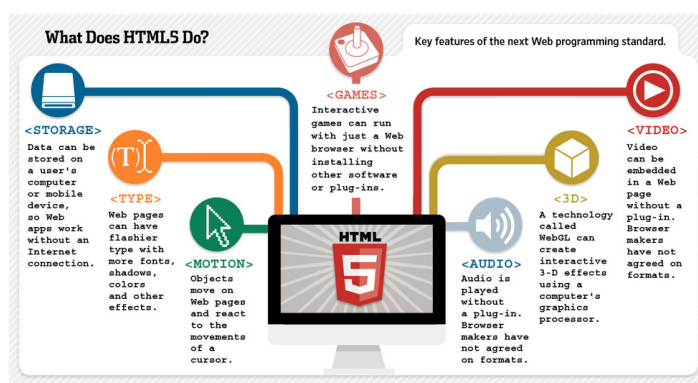 What Does HTML5 Do?
Key features of the next Web programming standard.
<STORAGE>
Data can be
stored on
a user's
computer
or mobile
device,
so Web
apps work
without an
Internet
connection.
(T)
<TYPE>
Web pages
can have
flashier
type with
more fonts,
shadows,
colors
and other
effects.
<MOTION>
Objects
move on
Web pages
and react
to the
movements
of a
cursor.
<GAMES>
Interactive
games can run
with just a Web
browser without
installing
other software
or plug-ins.
HTML
5
<AUDIO>
Audio is
played
without
a plug-in.
Browser
makers have
not agreed
on formats.
<3D>
A technology
called
WebGL can
create
interactive
3-D effects
using a
computer's
graphics
processor.
<VIDEO>
Video
can be
embedded
in a Web
page
without a
plug-in.
Browser
makers
have not
agreed on
formats.